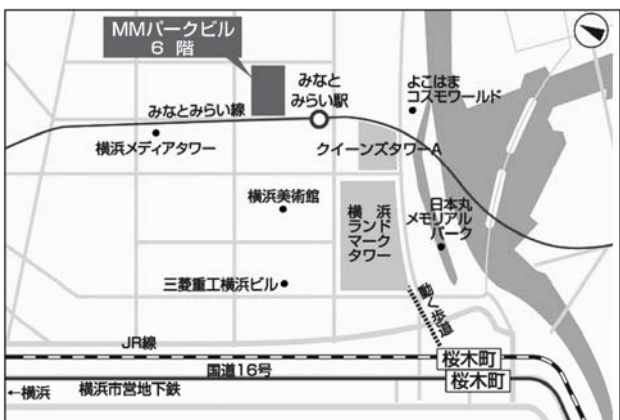 MMパークビル
6 階
みなと
みらい駅
よこはま
コスモワールド
みなとみらい線
横浜メディアタワー
クイーンズタワーA
横浜美術館
横 浜
ランド
マーク
タワー
日本丸
メモリアル
パーク
三菱重工横浜ビル
動く歩道
JR線
桜木町
国道16号
桜木町
←横浜
横浜市営地下鉄